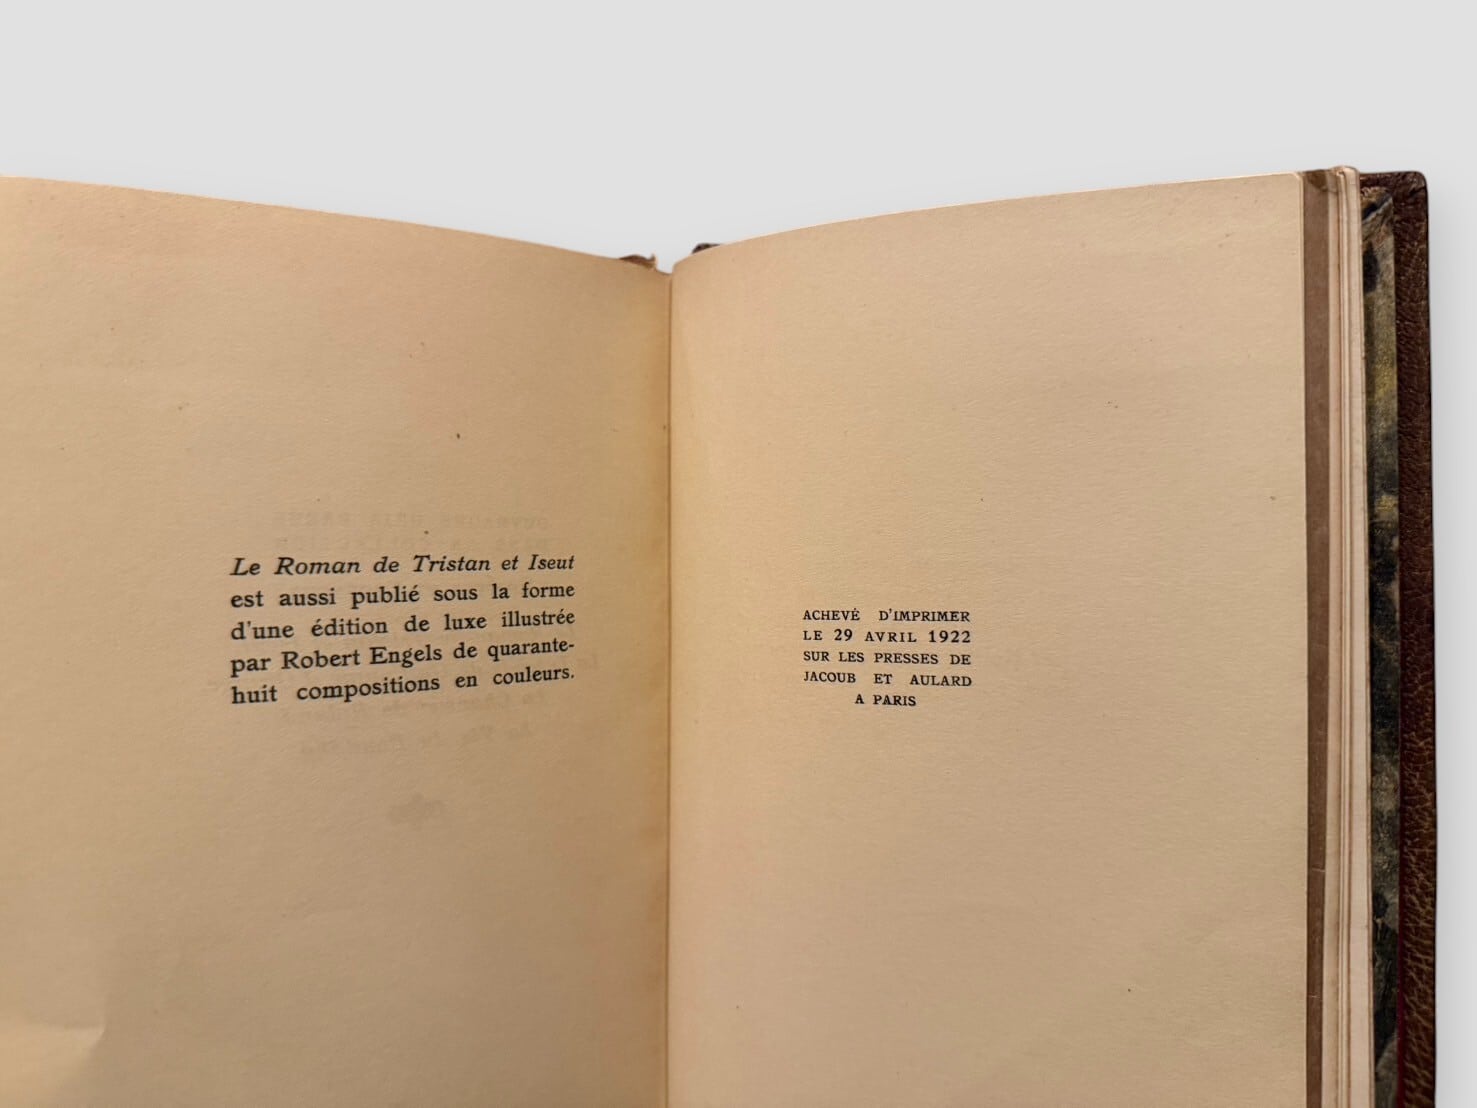 Le Roman de Tristan et Iseut
est aussi publié sous la forme
d'une édition de luxe illustrée
par Robert Engels de quarante-
huit compositions en couleurs.
ACHEVÉ D'IMPRIMER
LE 29 AVRIL 1922
SUR LES PRESSES DE
JACOUB ET AULARD
A PARIS